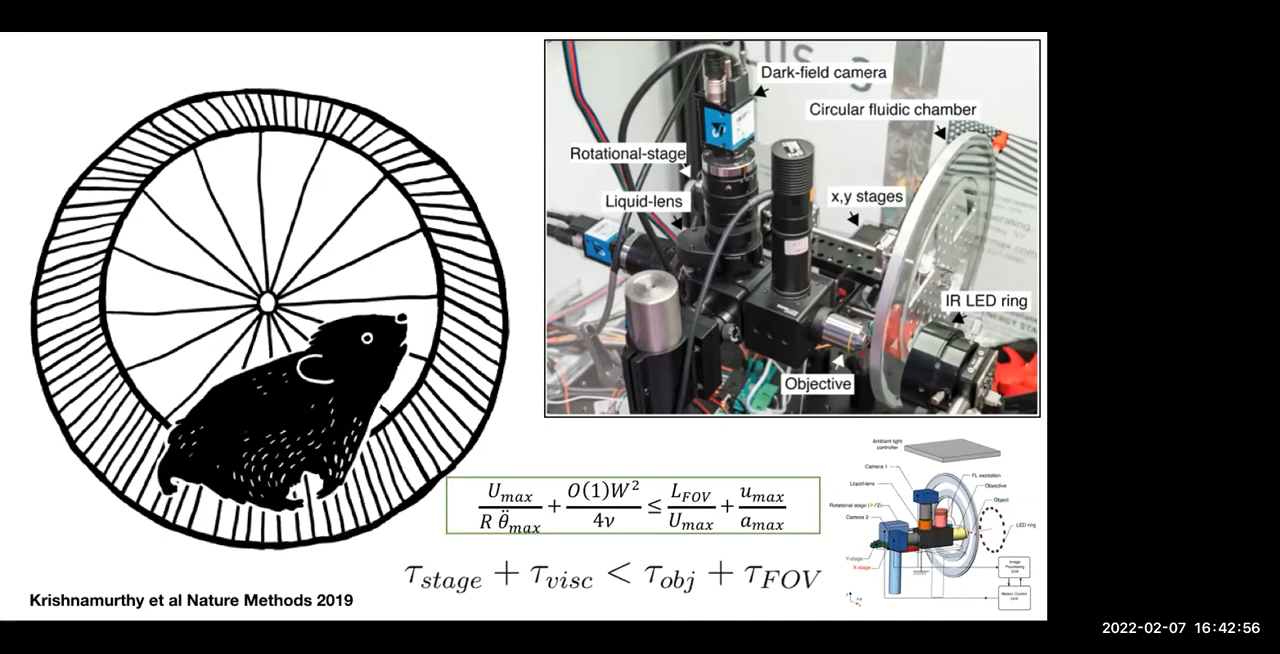 Dark-field camera
Circular fluidic chamber
Rotational-stage
Liquid-lens
x,y stages
IR LED ring
Objective
U_max / (R θ̈_max) + O(1)W² / 4ν ≤ L_FOV / U_max + u_max / a_max
τ_stage + τ_visc < τ_obj + τ_FOV
Krishnamurthy et al Nature Methods 2019
Ambient light
controller
Camera 1
FL excitation
Liquid-lens
Objective
Object
Camera 2
LED ring
Y-stage
X-stage
Image
Processing
Unit
Motion Control
Unit
2022-02-07 16:42:56